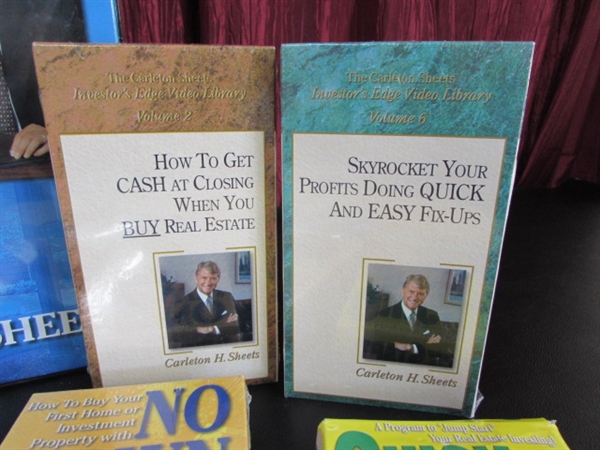 The Carleton Sheets
Investor's Edge Video Library
Volume 2
HOW TO GET
CASH AT CLOSING
WHEN YOU
BUY REAL ESTATE
Carleton H. Sheets
The Carleton Sheets
Investor's Edge Video Library
Volume 6
SKYROCKET YOUR
PROFITS DOING QUICK
AND EASY FIX-UPS
Carleton H. Sheets
SHEE
How To Buy Your
First Home or
Investment
Property with
NO
A Program to "Jump Start"
Your Real Estate Investing!